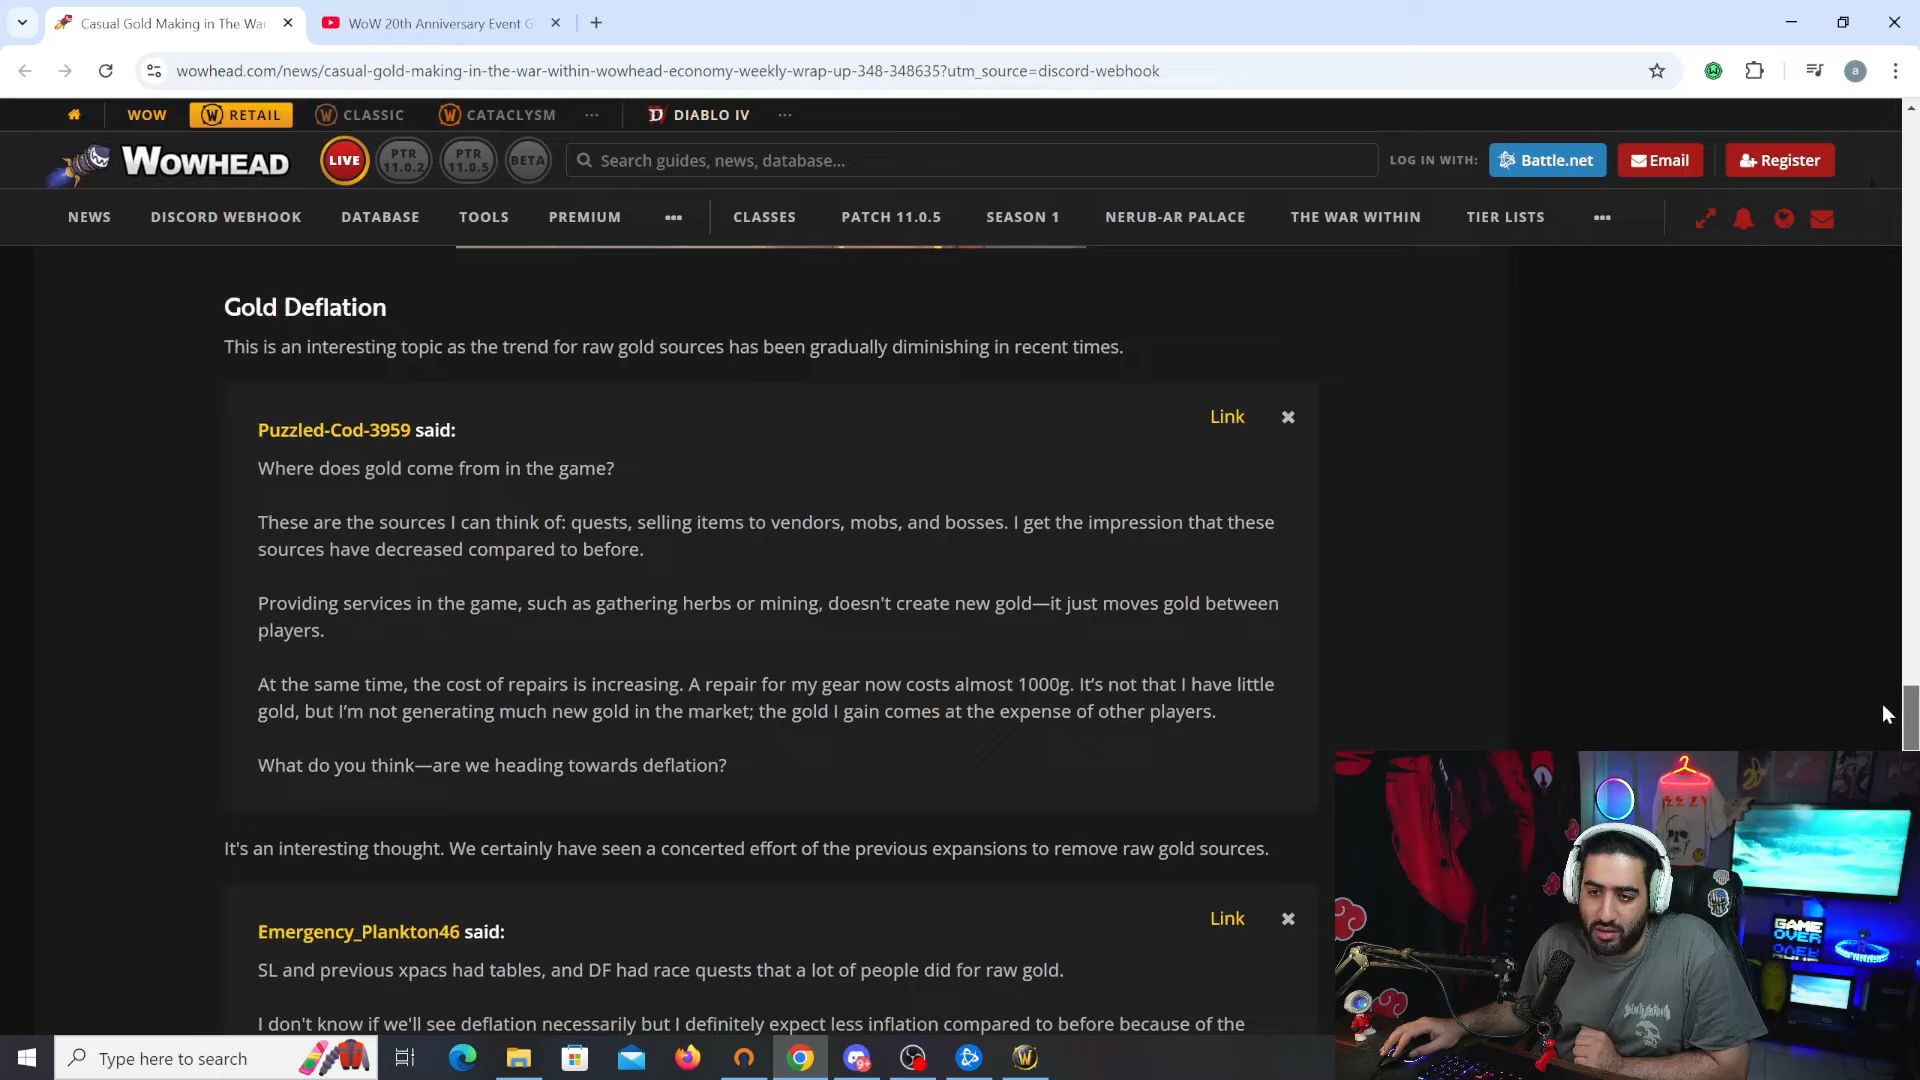 Casual Gold Making in The War
WoW 20th Anniversary Event G
wowhead.com/news/casual-gold-making-in-the-war-within-wowhead-economy-weekly-wrap-up-348-348635?utm_source=discord-webhook
a
WOW
RETAIL
CLASSIC
CATACLYSM
DIABLO IV
WOWHEAD
LIVE
PTR 11.0.2
PTR 11.0.5
BETA
Search guides, news, database...
LOG IN WITH:
Battle.net
Email
Register
NEWS
DISCORD WEBHOOK
DATABASE
TOOLS
PREMIUM
CLASSES
PATCH 11.0.5
SEASON 1
NERUB-AR PALACE
THE WAR WITHIN
TIER LISTS
Gold Deflation
This is an interesting topic as the trend for raw gold sources has been gradually diminishing in recent times.
Link
Puzzled-Cod-3959 said:
Where does gold come from in the game?
These are the sources I can think of: quests, selling items to vendors, mobs, and bosses. I get the impression that these
sources have decreased compared to before.
Providing services in the game, such as gathering herbs or mining, doesn't create new gold—it just moves gold between
players.
At the same time, the cost of repairs is increasing. A repair for my gear now costs almost 1000g. It’s not that I have little
gold, but I’m not generating much new gold in the market; the gold I gain comes at the expense of other players.
What do you think—are we heading towards deflation?
It's an interesting thought. We certainly have seen a concerted effort of the previous expansions to remove raw gold sources.
Link
Emergency_Plankton46 said:
SL and previous xpacs had tables, and DF had race quests that a lot of people did for raw gold.
I don't know if we'll see deflation necessarily but I definitely expect less inflation compared to before because of the
GAME
OVER
Type here to search
9+